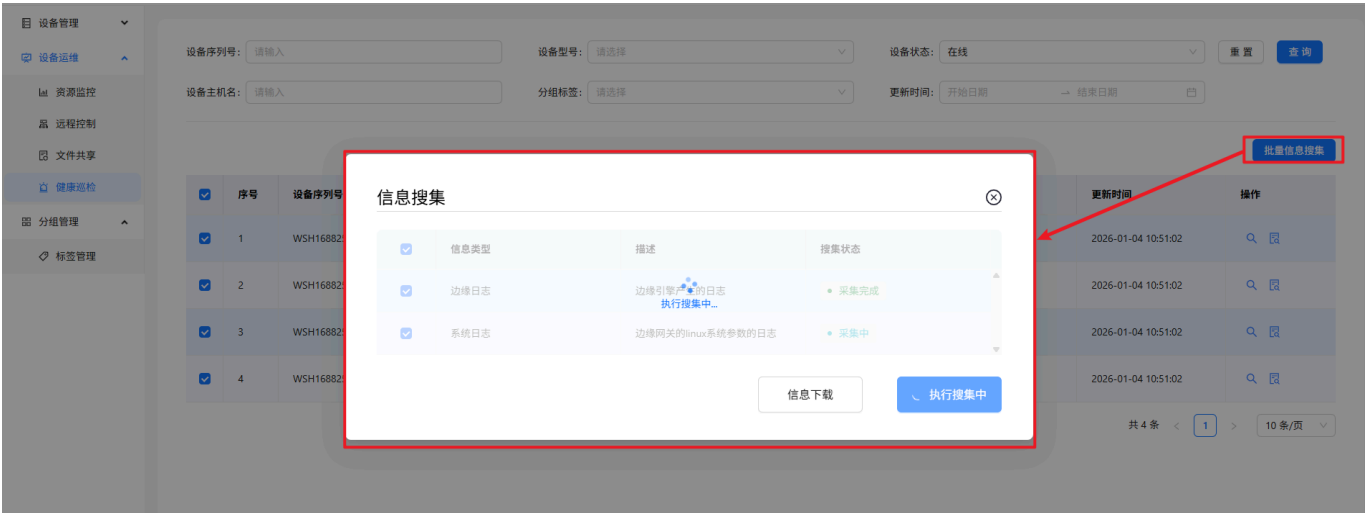 设备管理
设备运维
资源监控
远程控制
文件共享
健康巡检
分组管理
标签管理
设备序列号: 请输入 设备型号: 请选择 设备状态: 在线 重置 查询
设备主机名: 请输入 分组标签: 请选择 更新时间: 开始日期 → 结束日期
批量信息搜集
序号 设备序列号 更新时间 操作
1 WSH16882 2026-01-04 10:51:02
2 WSH16882 2026-01-04 10:51:02
3 WSH16882 2026-01-04 10:51:02
4 WSH16882 2026-01-04 10:51:02
信息搜集
信息类型 描述 搜集状态
边缘日志 边缘引擎产生的日志 采集完成
执行搜集中...
系统日志 边缘网关的linux系统参数的日志 采集中
信息下载 执行搜集中
共 4 条 < 1 > 10 条/页